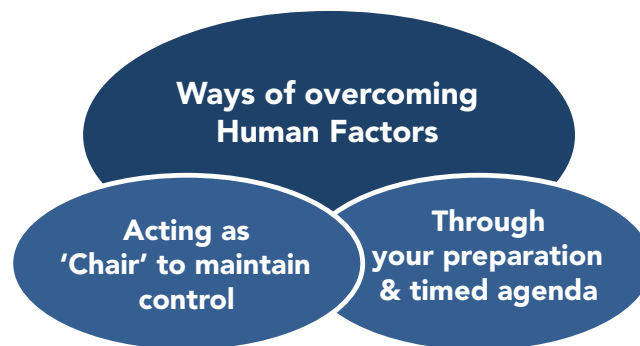 Ways of overcoming
Human Factors
Acting as
‘Chair’ to maintain
control
Through
your preparation
& timed agenda